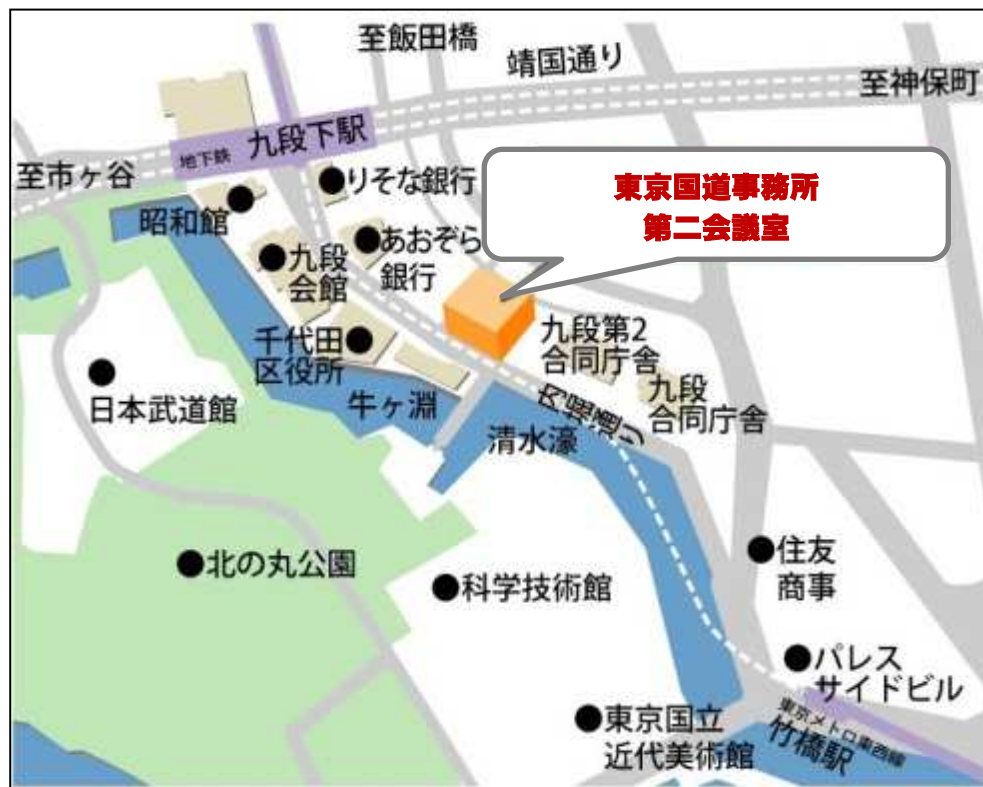 至飯田橋
靖国通り
至神保町
地下鉄 九段下駅
至市ヶ谷
りそな銀行
東京国道事務所
第二会議室
昭和館
あおぞら
銀行
九段
会館
千代田
区役所
九段第2
合同庁舎
九段
合同庁舎
日本武道館
牛ヶ淵
清水濠
内堀通り
北の丸公園
科学技術館
住友
商事
パレス
サイドビル
東京国立
近代美術館
東京メトロ東西線
竹橋駅